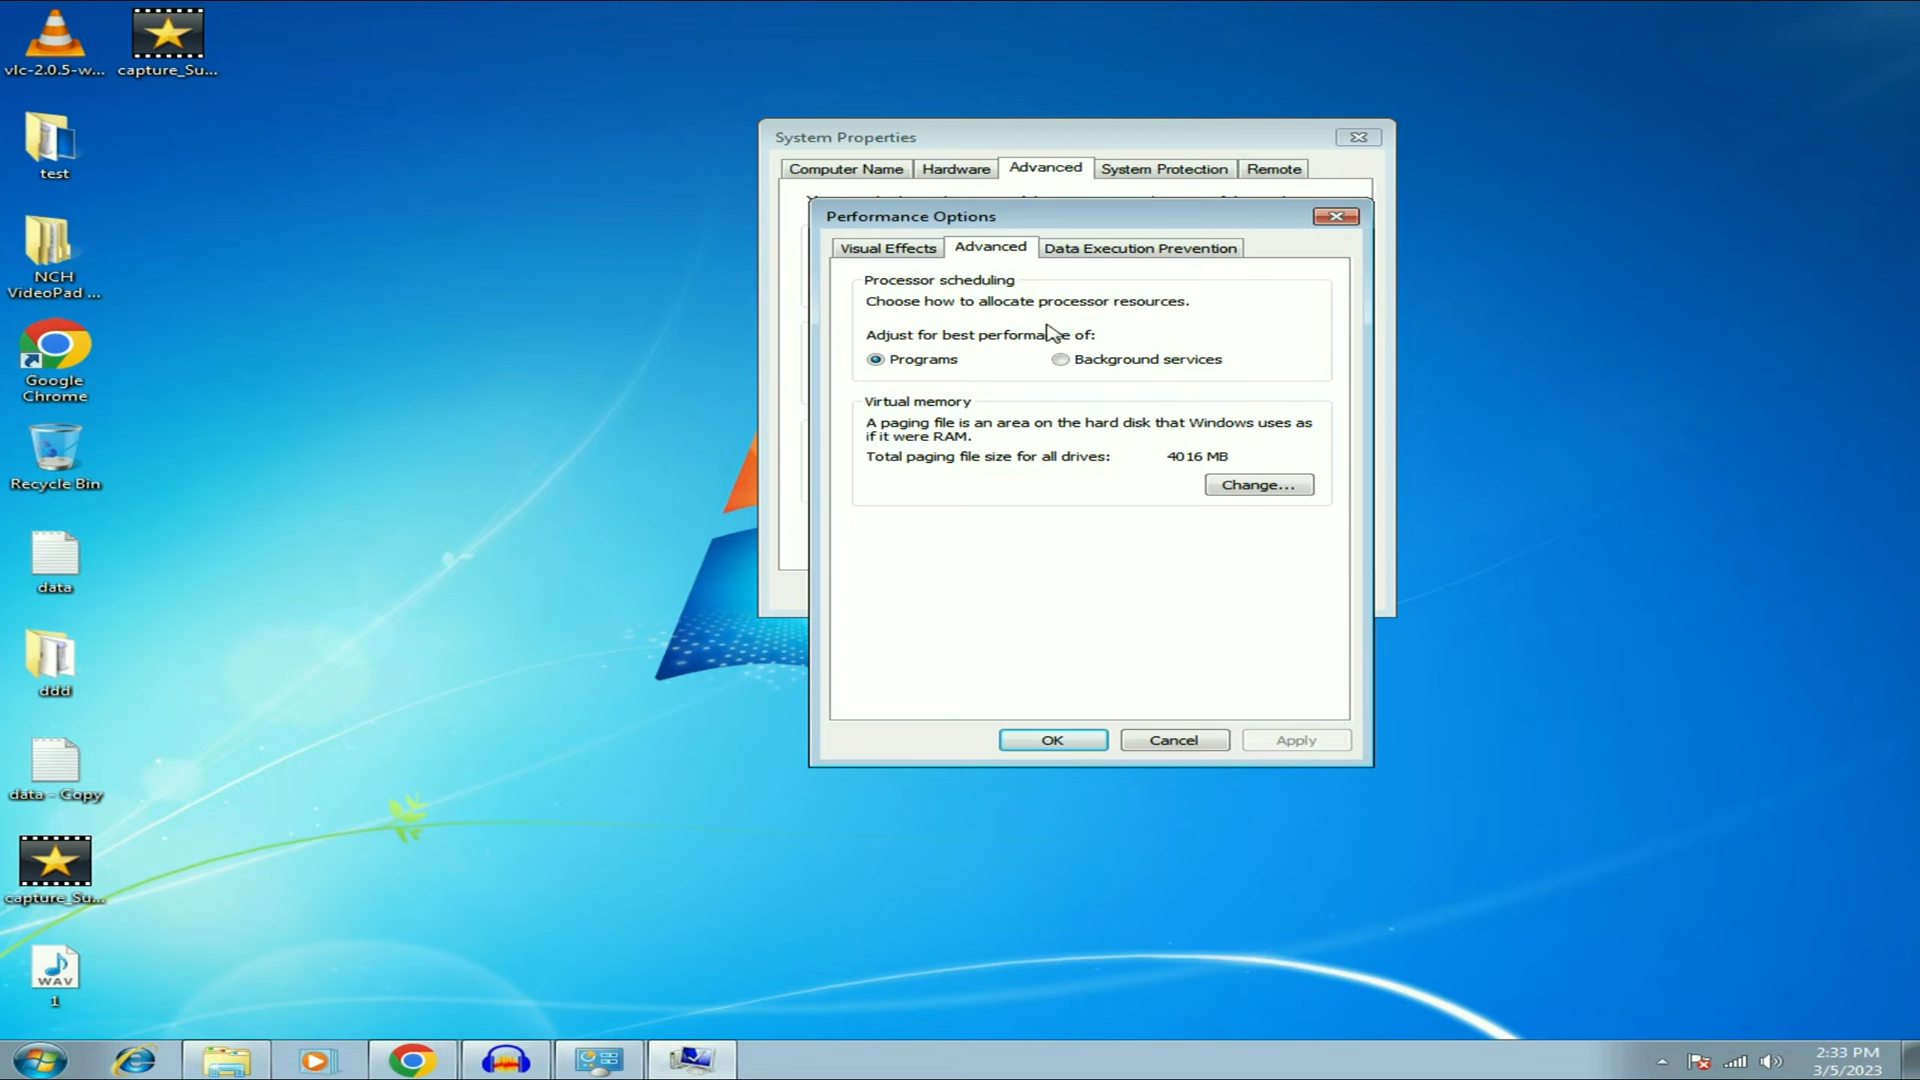 vlc-2.0.5-w...
capture_Su...
test
NCH
VideoPad ...
Google
Chrome
Recycle Bin
data
ddd
data - Copy
capture_Su...
WAV
1
System Properties
Computer Name
Hardware
Advanced
System Protection
Remote
Performance Options
Visual Effects
Advanced
Data Execution Prevention
Processor scheduling
Choose how to allocate processor resources.
Adjust for best performance of:
Programs
Background services
Virtual memory
A paging file is an area on the hard disk that Windows uses as
if it were RAM.
Total paging file size for all drives: 4016 MB
Change...
OK
Cancel
Apply
2:33 PM
3/5/2023